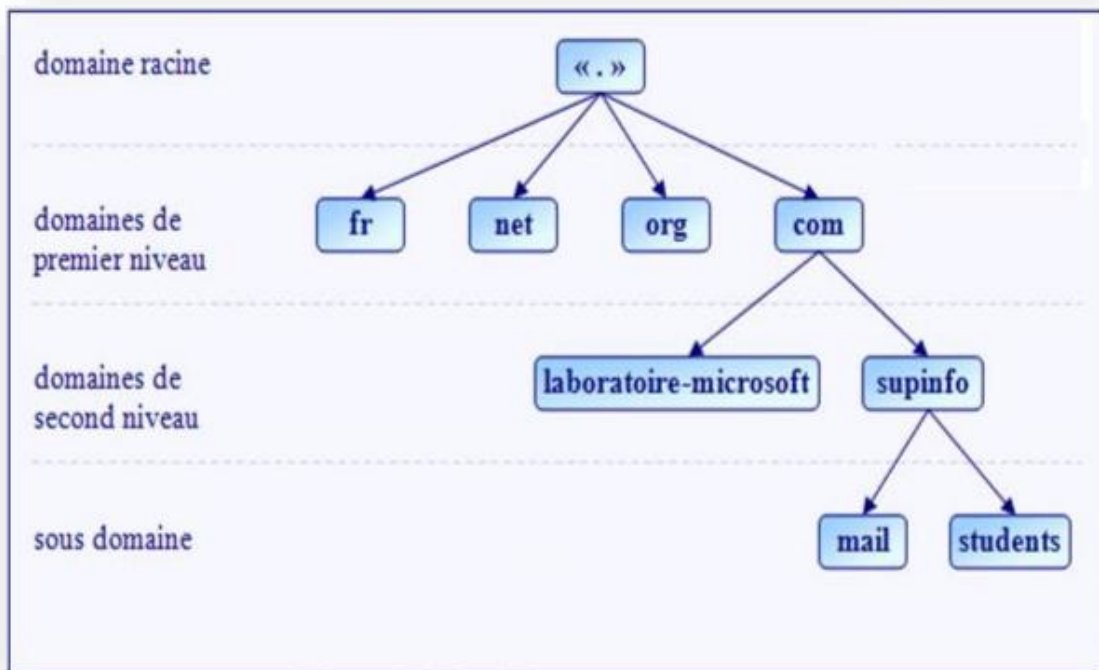 domaine racine
« . »
domaines de
premier niveau
fr
net
org
com
domaines de
second niveau
laboratoire-microsoft
supinfo
sous domaine
mail
students